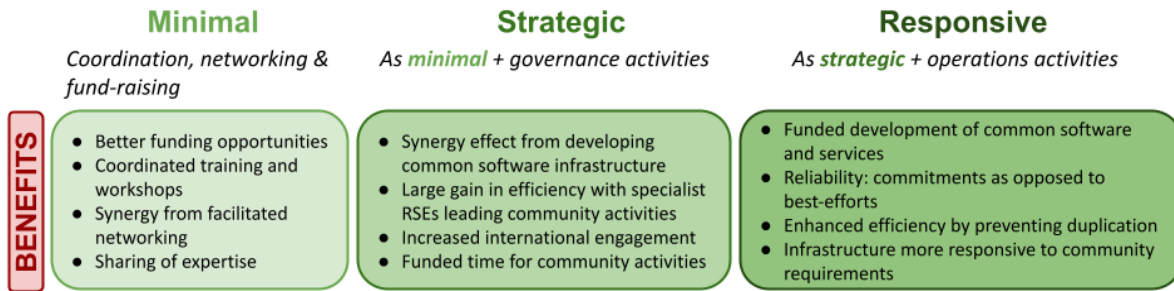 Minimal
Coordination, networking &
fund-raising
Strategic
As minimal + governance activities
Responsive
As strategic + operations activities
BENEFITS
● Better funding opportunities
● Coordinated training and
workshops
● Synergy from facilitated
networking
● Sharing of expertise
● Synergy effect from developing
common software infrastructure
● Large gain in efficiency with specialist
RSEs leading community activities
● Increased international engagement
● Funded time for community activities
● Funded development of common software
and services
● Reliability: commitments as opposed to
best-efforts
● Enhanced efficiency by preventing duplication
● Infrastructure more responsive to community
requirements